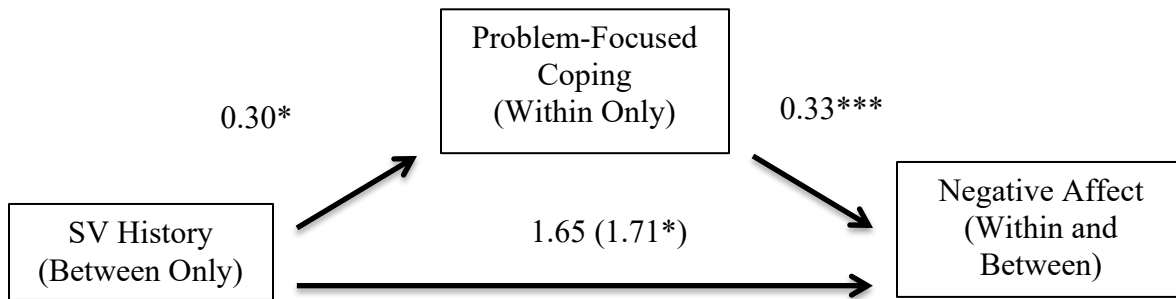 Problem-Focused
Coping
(Within Only)
0.30*
0.33***
SV History
(Between Only)
1.65 (1.71*)
Negative Affect
(Within and
Between)